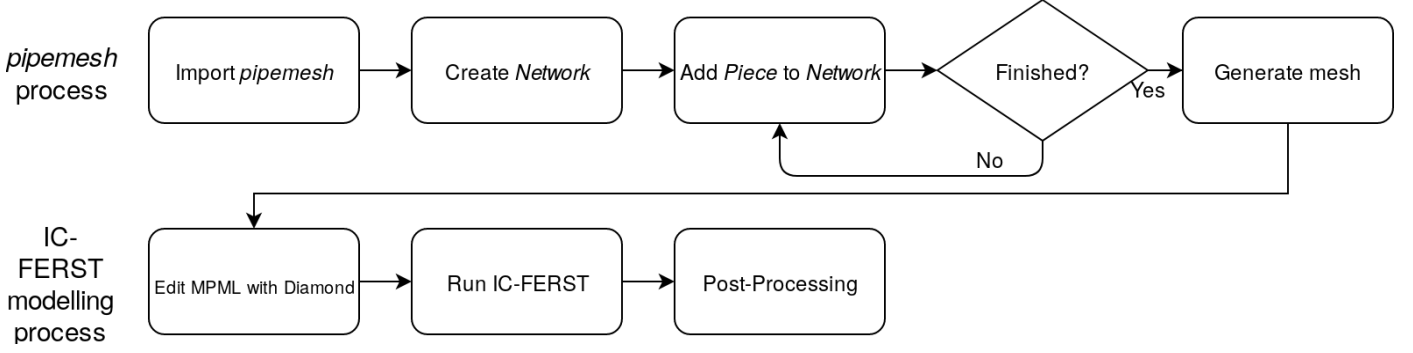 pipemesh
process
Import pipemesh
Create Network
Add Piece to Network
Finished?
Yes
Generate mesh
No
IC-
FERST
modelling
process
Edit MPML with Diamond
Run IC-FERST
Post-Processing